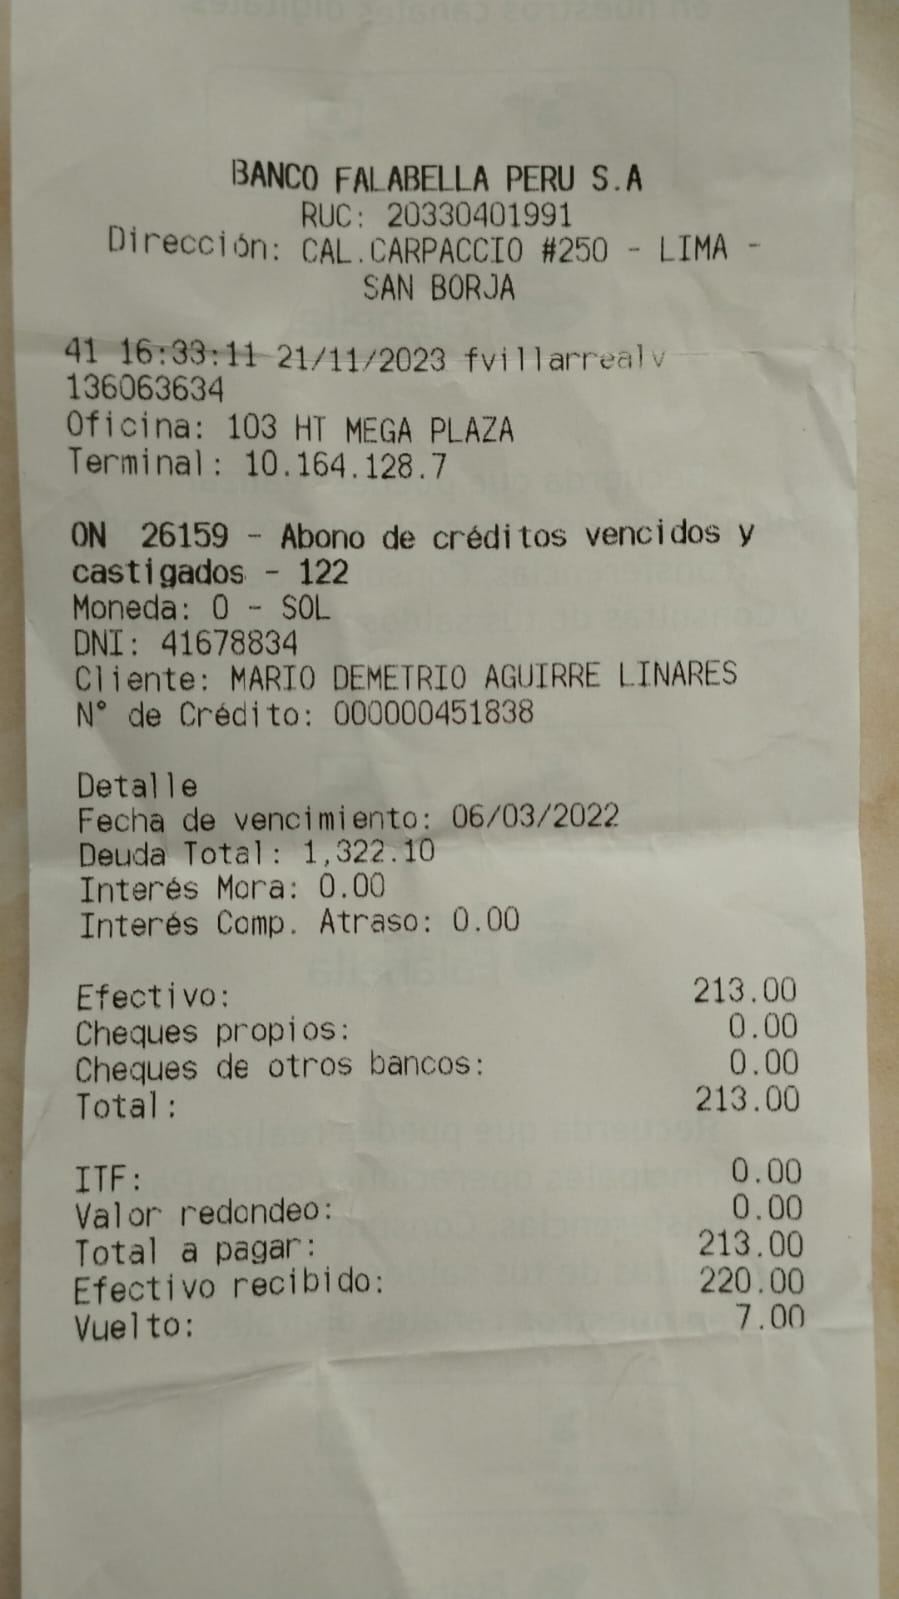 BANCO FALABELLA PERU S.A
RUC: 20330401991
Dirección: CAL.CARPACCIO #250 - LIMA -
SAN BORJA
41 16:33:11 21/11/2023 fvillarrealv
136063634
Oficina: 103 HT MEGA PLAZA
Terminal: 10.164.128.7
ON 26159 - Abono de créditos vencidos y
castigados - 122
Moneda: 0 - SOL
DNI: 41678834
Cliente: MARIO DEMETRIO AGUIRRE LINARES
N° de Crédito: 000000451838
Detalle
Fecha de vencimiento: 06/03/2022
Deuda Total: 1,322.10
Interés Mora: 0.00
Interés Comp. Atraso: 0.00
Efectivo: 213.00
Cheques propios: 0.00
Cheques de otros bancos: 0.00
Total: 213.00
ITF: 0.00
Valor redondeo: 0.00
Total a pagar: 213.00
Efectivo recibido: 220.00
Vuelto: 7.00